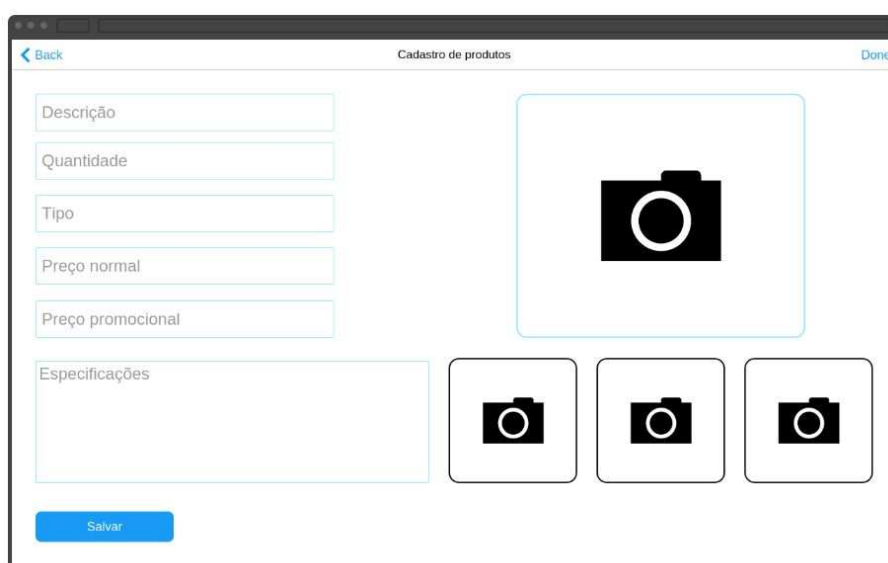 Back
Cadastro de produtos
Done
Descrição
Quantidade
Tipo
Preço normal
Preço promocional
Especificações
Salvar